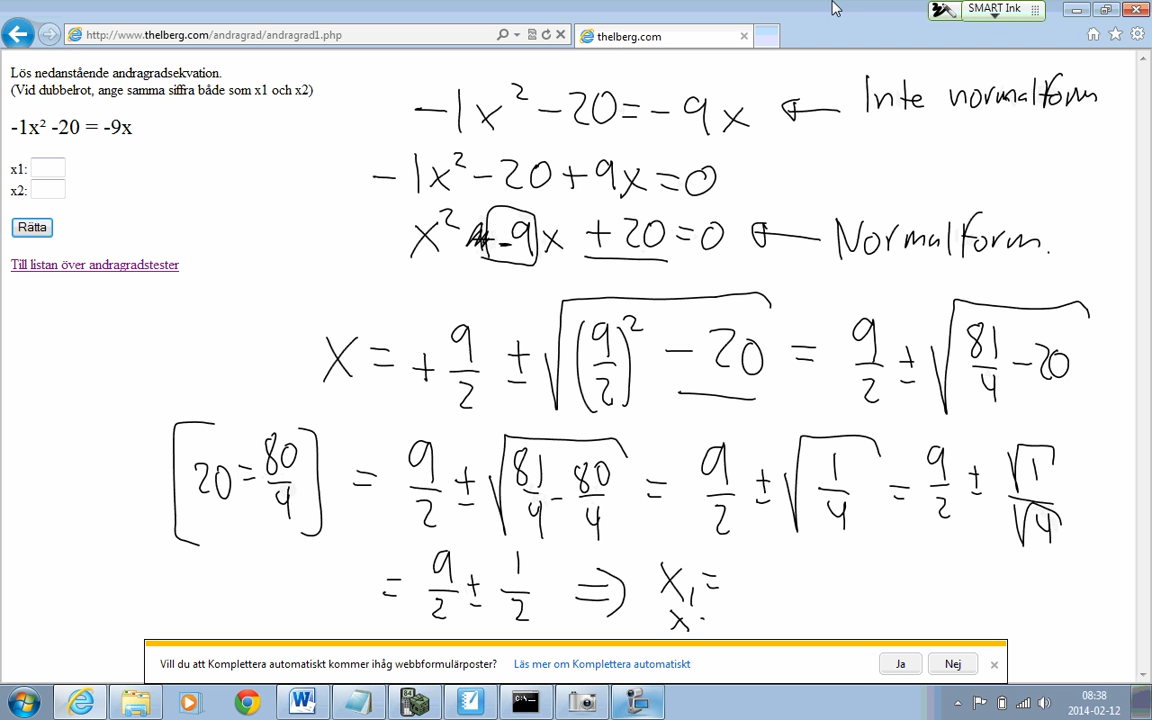 SMART Ink
http://www.thelberg.com/andragrad/andragrad1.php
thelberg.com
Lös nedanstående andragradsekvation.
(Vid dubbelrot, ange samma siffra både som x1 och x2)
-1x² -20 = -9x
x1:
x2:
Rätta
Till listan över andragradstester
-1x² - 20 = -9x ← Inte normalform
-1x² - 20 + 9x = 0
x² -9x + 20 = 0 ← Normalform.
X = + 9/2 ± √((9/2)² - 20) = 9/2 ± √(81/4 - 20)
[20 = 80/4] = 9/2 ± √(81/4 - 80/4) = 9/2 ± √(1/4) = 9/2 ± √1/√4
= 9/2 ± 1/2 ⇒ X₁ =
x
Vill du att Komplettera automatiskt kommer ihåg webbformulärposter? Läs mer om Komplettera automatiskt Ja Nej
08:38
2014-02-12